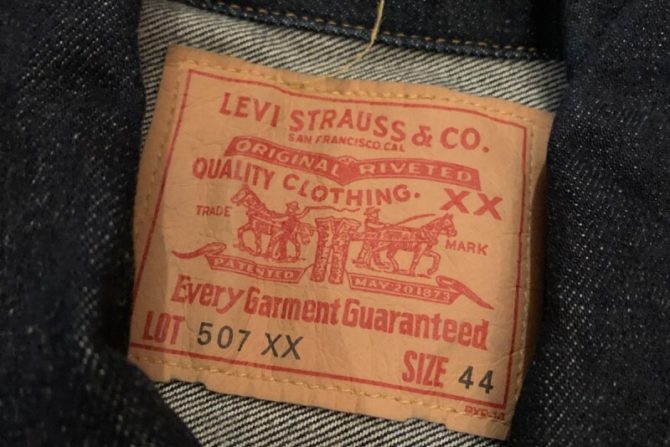 LEVI STRAUSS & CO.
SAN FRANCISCO, CAL
ORIGINAL RIVETED
QUALITY CLOTHING. XX
TRADE MARK
PATENTED MAY 20 1873
Every Garment Guaranteed
LOT 507 XX
SIZE 44